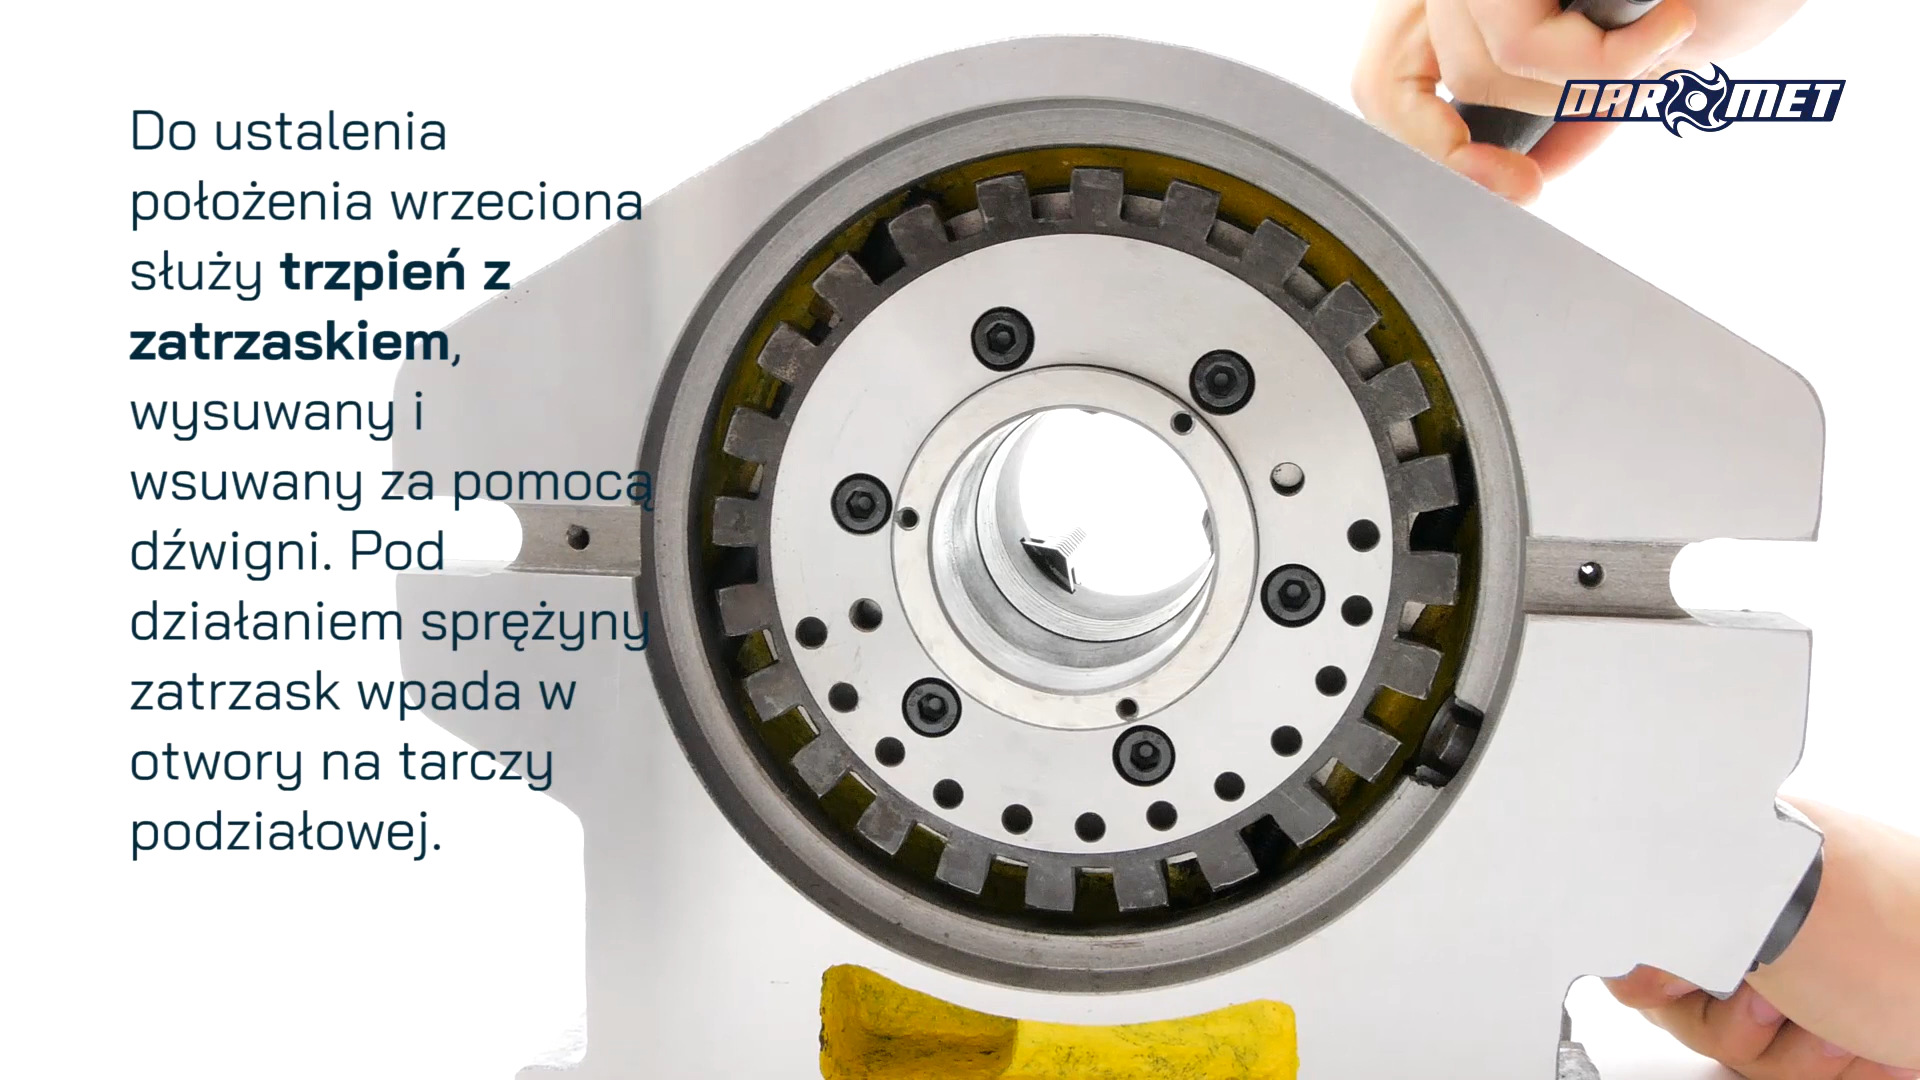 DAROMET
Do ustalenia
położenia wrzeciona
służy trzpień z
zatrzaskiem,
wysuwany i
wsuwany za pomocą
dźwigni. Pod
działaniem sprężyny
zatrzask wpada w
otwory na tarczy
podziałowej.